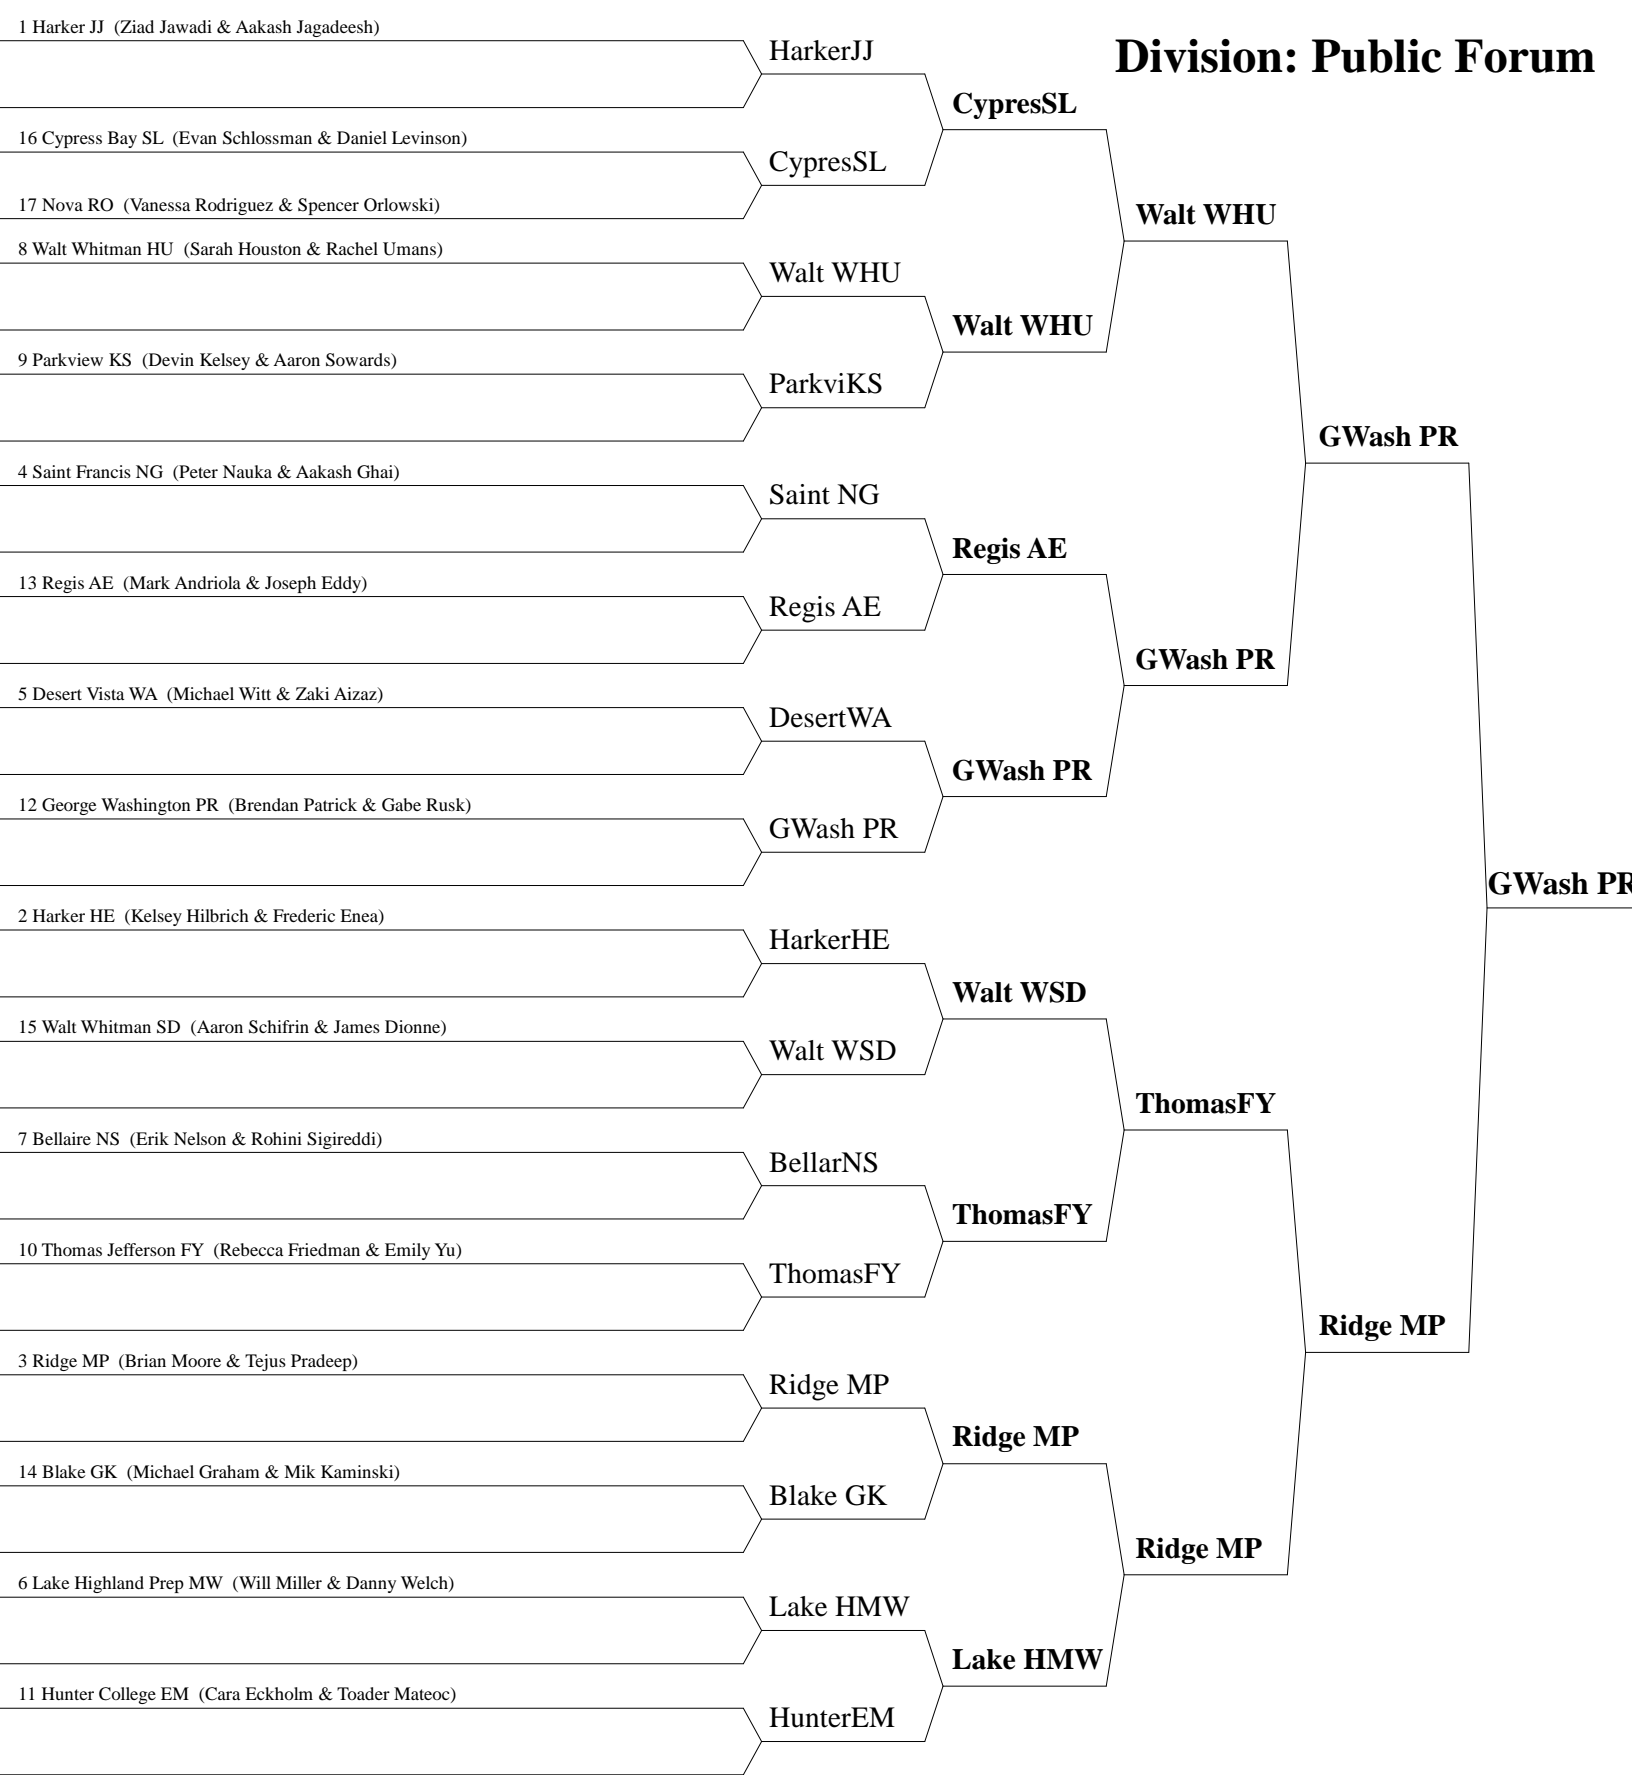 Division: Public Forum
1 Harker JJ (Ziad Jawadi & Aakash Jagadeesh)
16 Cypress Bay SL (Evan Schlossman & Daniel Levinson)
17 Nova RO (Vanessa Rodriguez & Spencer Orlowski)
8 Walt Whitman HU (Sarah Houston & Rachel Umans)
9 Parkview KS (Devin Kelsey & Aaron Sowards)
4 Saint Francis NG (Peter Nauka & Aakash Ghai)
13 Regis AE (Mark Andriola & Joseph Eddy)
5 Desert Vista WA (Michael Witt & Zaki Aizaz)
12 George Washington PR (Brendan Patrick & Gabe Rusk)
2 Harker HE (Kelsey Hilbrich & Frederic Enea)
15 Walt Whitman SD (Aaron Schifrin & James Dionne)
7 Bellaire NS (Erik Nelson & Rohini Sigireddi)
10 Thomas Jefferson FY (Rebecca Friedman & Emily Yu)
3 Ridge MP (Brian Moore & Tejus Pradeep)
14 Blake GK (Michael Graham & Mik Kaminski)
6 Lake Highland Prep MW (Will Miller & Danny Welch)
11 Hunter College EM (Cara Eckholm & Toader Mateoc)
HarkerJJ
CypresSL
Walt WHU
ParkviKS
Saint NG
Regis AE
DesertWA
GWash PR
HarkerHE
Walt WSD
BellarNS
ThomasFY
Ridge MP
Blake GK
Lake HMW
HunterEM
CypresSL
Walt WHU
Regis AE
GWash PR
Walt WSD
ThomasFY
Ridge MP
Lake HMW
Walt WHU
GWash PR
ThomasFY
Ridge MP
GWash PR
Ridge MP
GWash PR